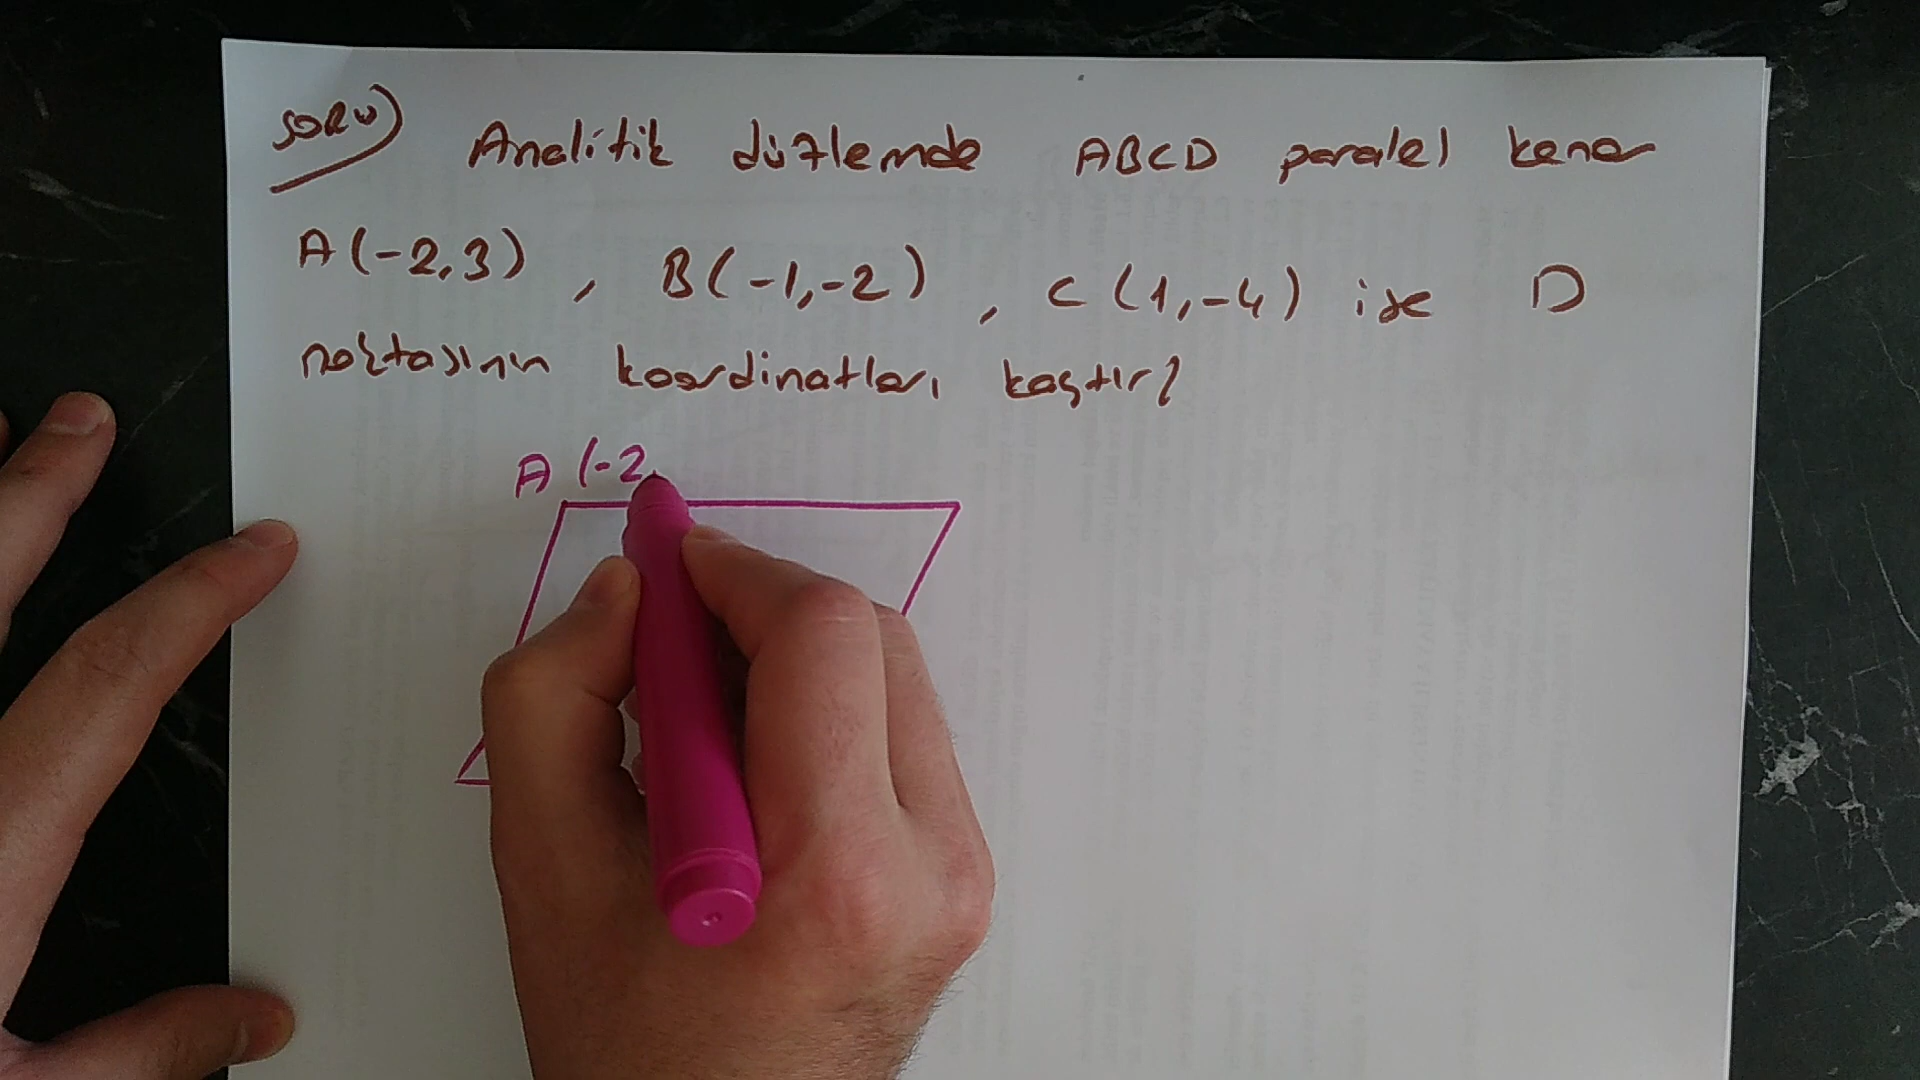 SORU) Analitik düzlemde ABCD paralel kenar
A(-2,3) , B(-1,-2) , C(1,-4) ise D
noktasının koordinatları kaçtır?
A (-2,